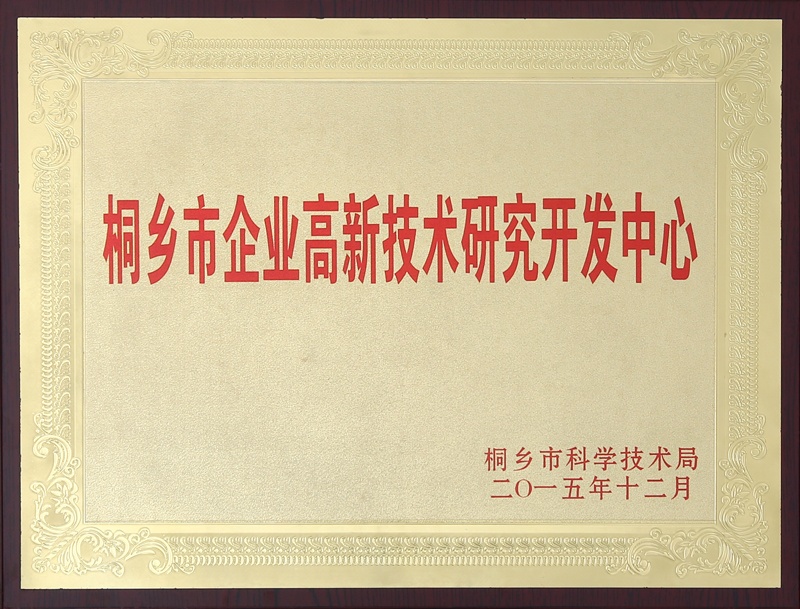 桐乡市企业高新技术研究开发中心
桐乡市科学技术局
二〇一五年十二月